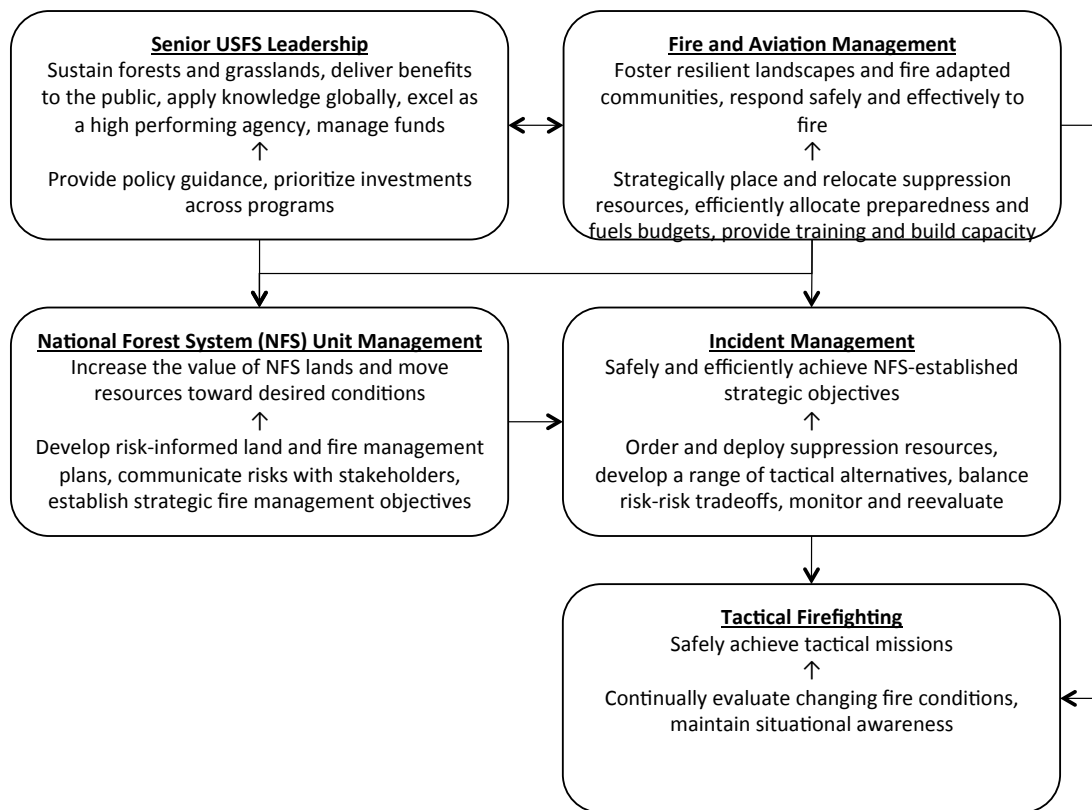 Senior USFS Leadership
Sustain forests and grasslands, deliver benefits
to the public, apply knowledge globally, excel as
a high performing agency, manage funds
↑
Provide policy guidance, prioritize investments
across programs
Fire and Aviation Management
Foster resilient landscapes and fire adapted
communities, respond safely and effectively to
fire
↑
Strategically place and relocate suppression
resources, efficiently allocate preparedness and
fuels budgets, provide training and build capacity
National Forest System (NFS) Unit Management
Increase the value of NFS lands and move
resources toward desired conditions
↑
Develop risk-informed land and fire management
plans, communicate risks with stakeholders,
establish strategic fire management objectives
Incident Management
Safely and efficiently achieve NFS-established
strategic objectives
↑
Order and deploy suppression resources,
develop a range of tactical alternatives, balance
risk-risk tradeoffs, monitor and reevaluate
Tactical Firefighting
Safely achieve tactical missions
↑
Continually evaluate changing fire conditions,
maintain situational awareness